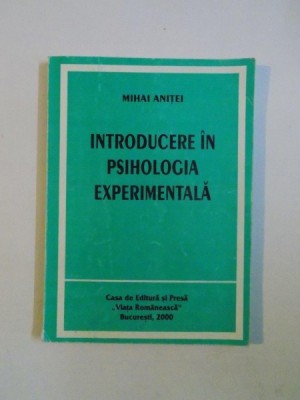 MIHAI ANIȚEI
INTRODUCERE ÎN
PSIHOLOGIA
EXPERIMENTALĂ
Casa de Editură și Presă
„Viața Românească"
București, 2000